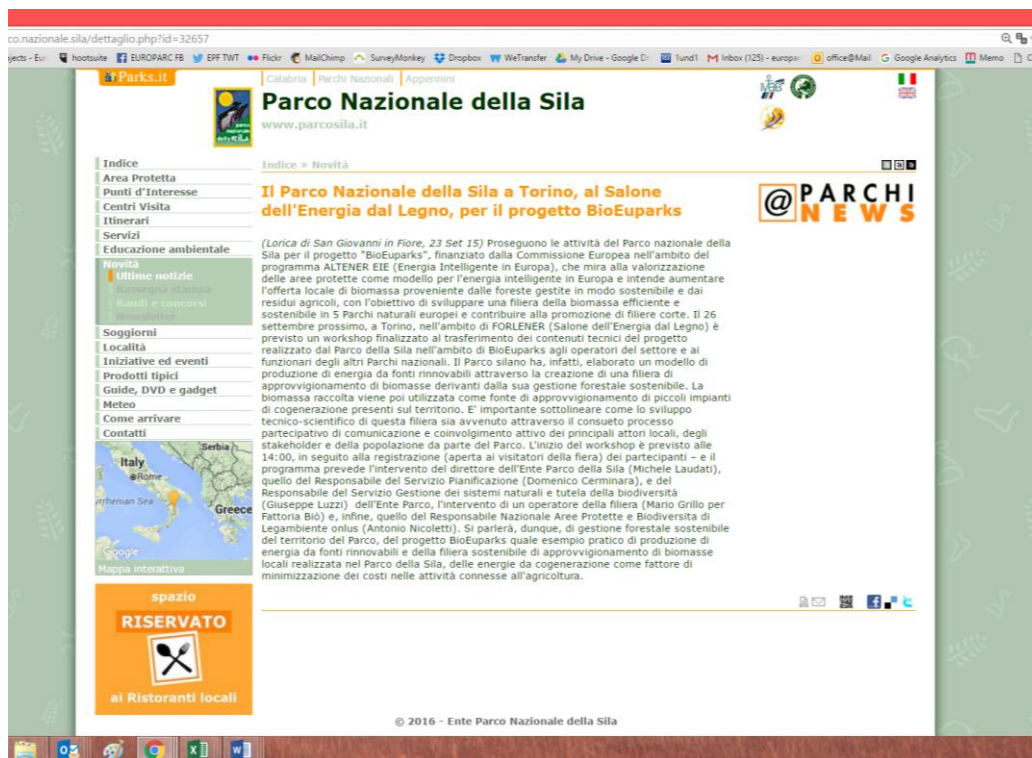 co.nazionale.sila/dettaglio.php?id=32657
hootsuite EUROPARC FB EPF TWT Flickr MailChimp SurveyMonkey Dropbox WeTransfer My Drive - Google Dr 1und1 Inbox (125) - europa office@Mail Google Analytics Memo
Parks.it
Calabria Parchi Nazionali Appennini
Parco Nazionale della Sila
www.parcosila.it
Indice
Area Protetta
Punti d'Interesse
Centri Visita
Itinerari
Servizi
Educazione ambientale
Novità
Ultime notizie
Rassegna stampa
Bandi e concorsi
Newsletter
Soggiorni
Località
Iniziative ed eventi
Prodotti tipici
Guide, DVD e gadget
Meteo
Come arrivare
Contatti
Serbia
Italy
Rome
Tyrrhenian Sea
Greece
Google
Mappa interattiva
spazio
RISERVATO
ai Ristoranti locali
Indice » Novità
Il Parco Nazionale della Sila a Torino, al Salone
dell'Energia dal Legno, per il progetto BioEuparks
@PARCHI
NEWS
(Lorica di San Giovanni in Fiore, 23 Set 15) Proseguono le attività del Parco nazionale della
Sila per il progetto "BioEuparks", finanziato dalla Commissione Europea nell'ambito del
programma ALTENER EIE (Energia Intelligente in Europa), che mira alla valorizzazione
delle aree protette come modello per l'energia intelligente in Europa e intende aumentare
l'offerta locale di biomassa proveniente dalle foreste gestite in modo sostenibile e dai
residui agricoli, con l'obiettivo di sviluppare una filiera della biomassa efficiente e
sostenibile in 5 Parchi naturali europei e contribuire alla promozione di filiere corte. Il 26
settembre prossimo, a Torino, nell'ambito di FORLENER (Salone dell'Energia dal Legno) è
previsto un workshop finalizzato al trasferimento dei contenuti tecnici del progetto
realizzato dal Parco della Sila nell'ambito di BioEuparks agli operatori del settore e ai
funzionari degli altri Parchi nazionali. Il Parco silano ha, infatti, elaborato un modello di
produzione di energia da fonti rinnovabili attraverso la creazione di una filiera di
approvvigionamento di biomasse derivanti dalla sua gestione forestale sostenibile. La
biomassa raccolta viene poi utilizzata come fonte di approvvigionamento di piccoli impianti
di cogenerazione presenti sul territorio. E' importante sottolineare come lo sviluppo
tecnico-scientifico di questa filiera sia avvenuto attraverso il consueto processo
partecipativo di comunicazione e coinvolgimento attivo dei principali attori locali, degli
stakeholder e della popolazione da parte del Parco. L'inizio del workshop è previsto alle
14:00, in seguito alla registrazione (aperta ai visitatori della fiera) dei partecipanti – e il
programma prevede l'intervento del direttore dell'Ente Parco della Sila (Michele Laudati),
quello del Responsabile del Servizio Pianificazione (Domenico Cerminara), e del
Responsabile del Servizio Gestione dei sistemi naturali e tutela della biodiversità
(Giuseppe Luzzi) dell'Ente Parco, l'intervento di un operatore della filiera (Mario Grillo per
Fattoria Biò) e, infine, quello del Responsabile Nazionale Aree Protette e Biodiversita di
Legambiente onlus (Antonio Nicoletti). Si parlerà, dunque, di gestione forestale sostenibile
del territorio del Parco, del progetto BioEuparks quale esempio pratico di produzione di
energia da fonti rinnovabili e della filiera sostenibile di approvvigionamento di biomasse
locali realizzata nel Parco della Sila, delle energie da cogenerazione come fattore di
minimizzazione dei costi nelle attività connesse all'agricoltura.
© 2016 - Ente Parco Nazionale della Sila